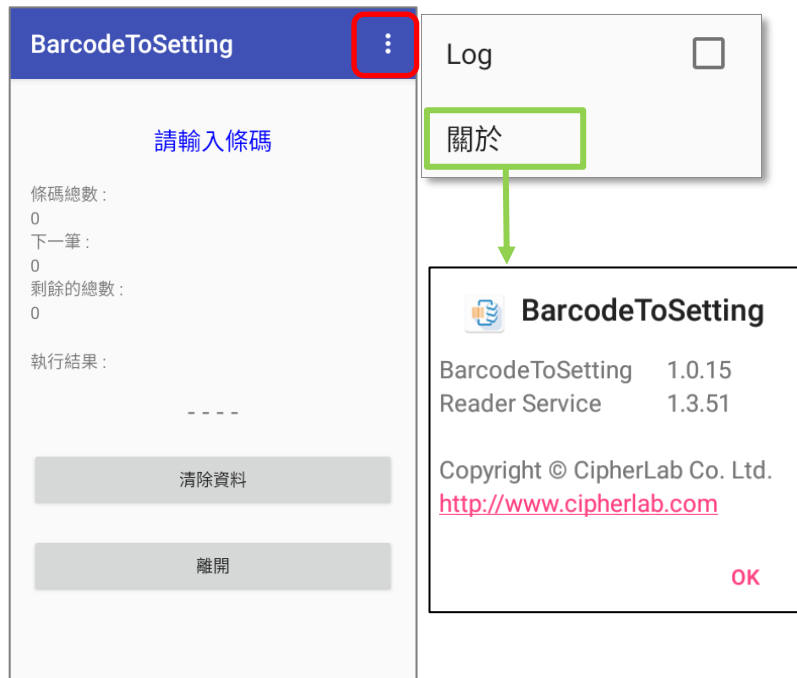 BarcodeToSetting
請輸入條碼
條碼總數 :
0
下一筆 :
0
剩餘的總數 :
0
執行結果 :
- - - -
清除資料
離開
Log
關於
BarcodeToSetting
BarcodeToSetting 1.0.15
Reader Service 1.3.51
Copyright © CipherLab Co. Ltd.
http://www.cipherlab.com
OK